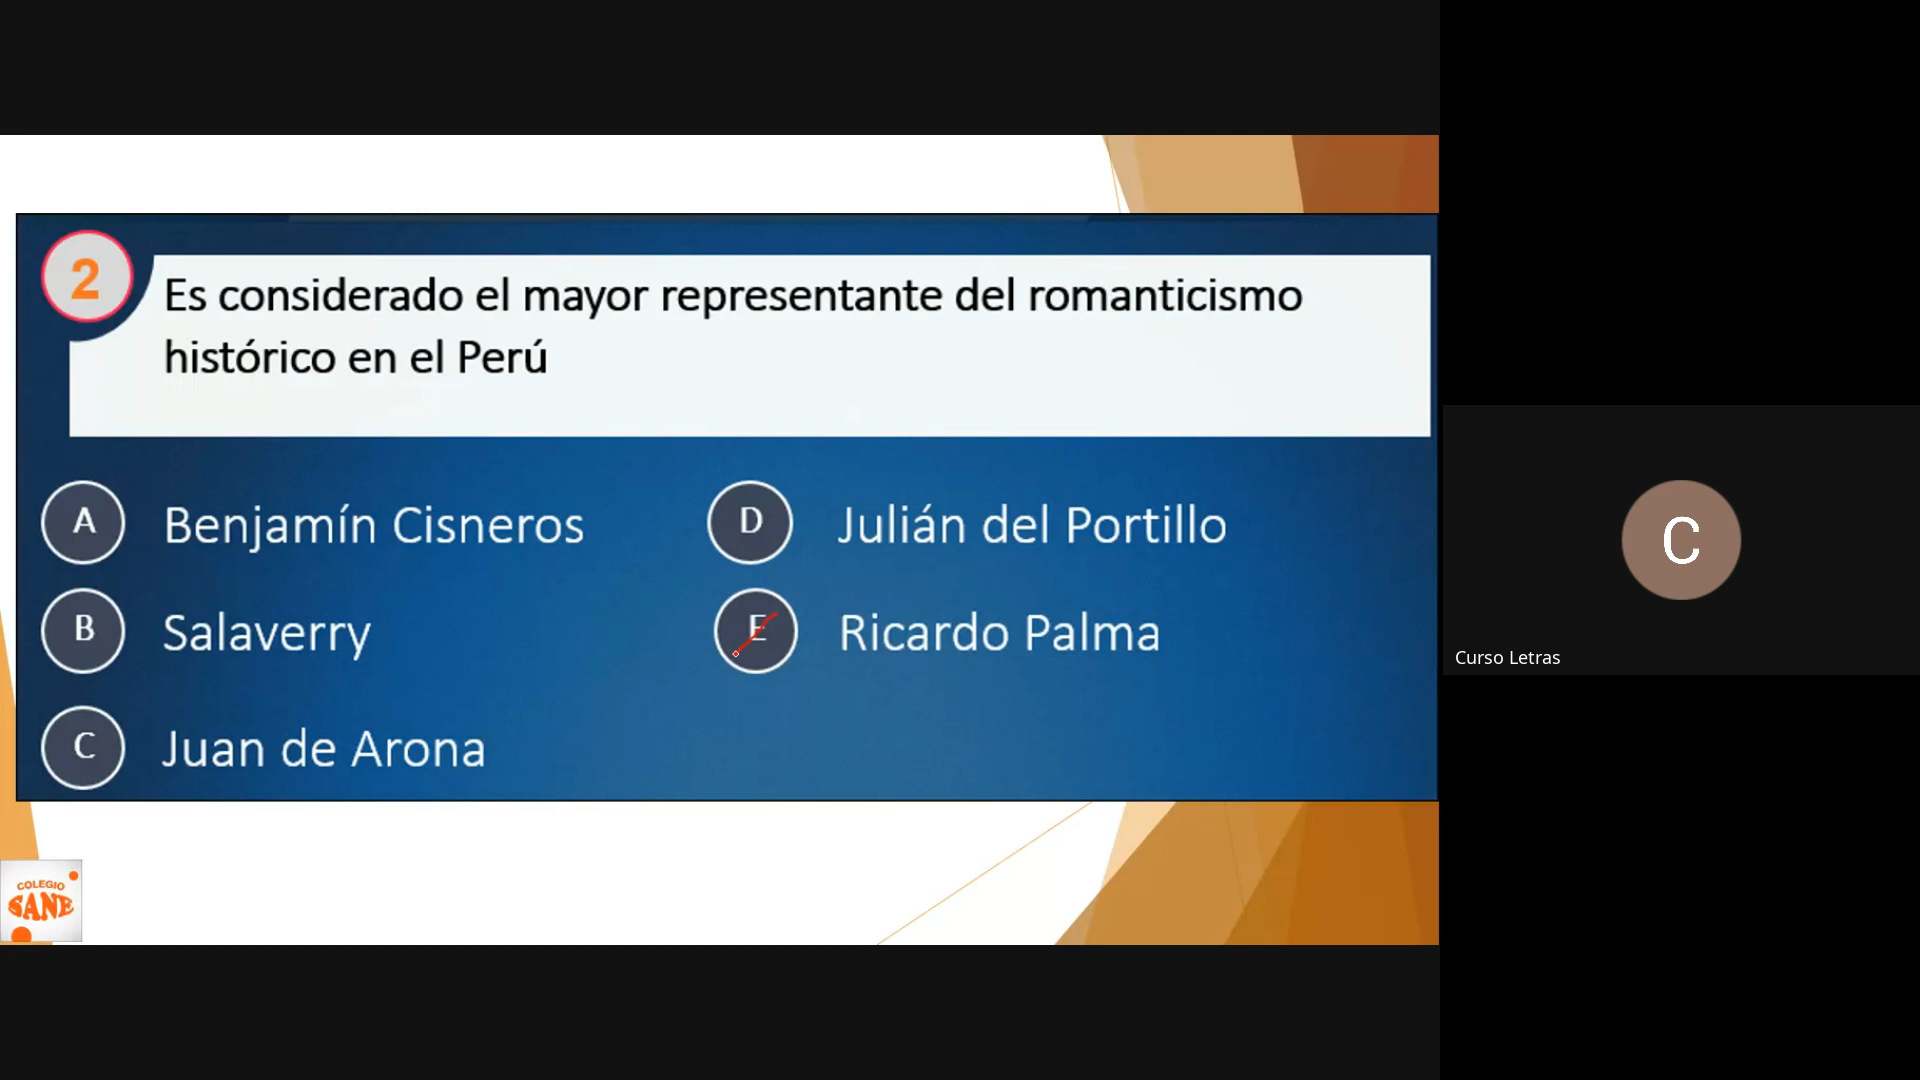 2
Es considerado el mayor representante del romanticismo
histórico en el Perú
A Benjamín Cisneros
B Salaverry
C Juan de Arona
D Julián del Portillo
E Ricardo Palma
COLEGIO
SANE
C
Curso Letras